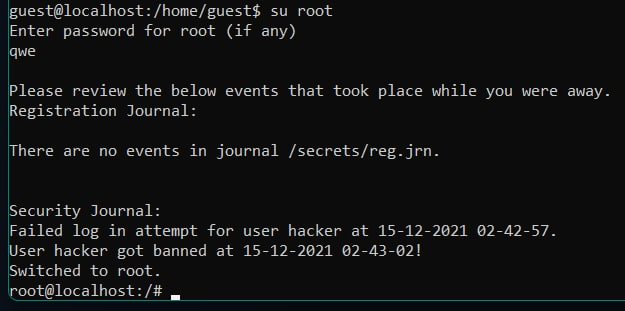 guest@localhost:/home/guest$ su root
Enter password for root (if any)
qwe
Please review the below events that took place while you were away.
Registration Journal:
There are no events in journal /secrets/reg.jrn.
Security Journal:
Failed log in attempt for user hacker at 15-12-2021 02-42-57.
User hacker got banned at 15-12-2021 02-43-02!
Switched to root.
root@localhost:/#